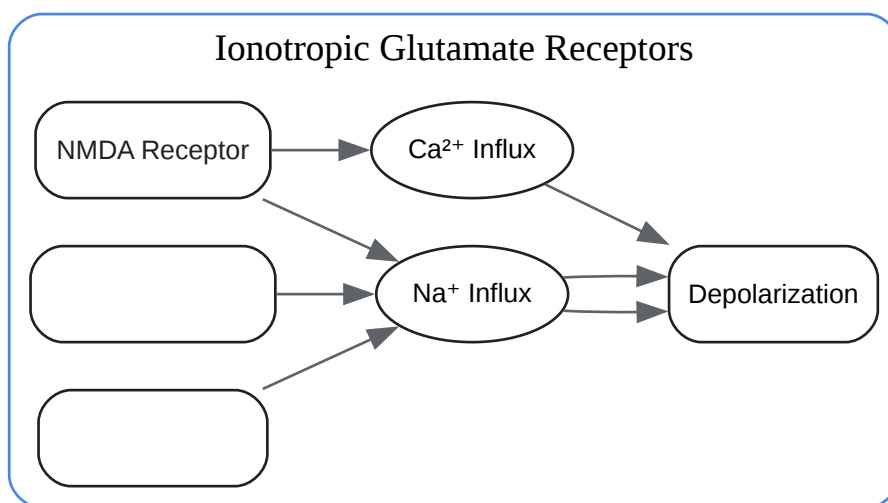 Ionotropic Glutamate Receptors
NMDA Receptor
Ca²⁺ Influx
Na⁺ Influx
Depolarization